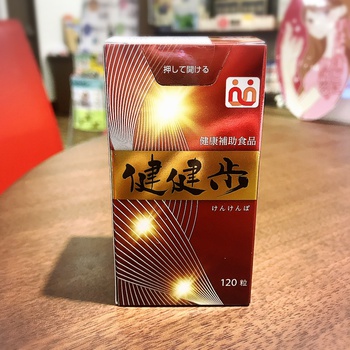 押して開ける
健康補助食品
健健歩
けんけんぽ
120粒